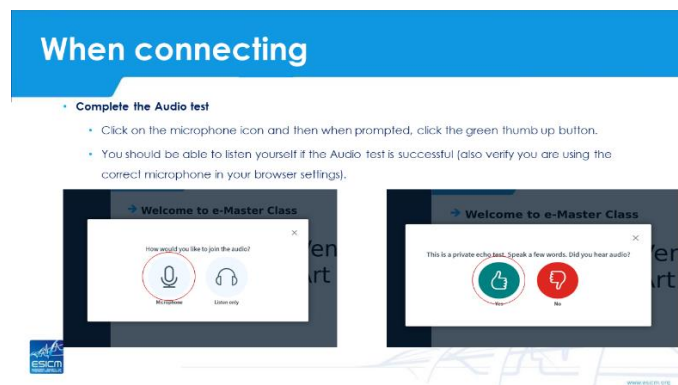 When connecting
Complete the Audio test
Click on the microphone icon and then when prompted, click the green thumb up button.
You should be able to listen yourself if the Audio test is successful (also verify you are using the
correct microphone in your browser settings).
→ Welcome to e-Master Class
How would you like to join the audio?
Microphone
Listen only
→ Welcome to e-Master Class
This is a private echo test. Speak a few words. Did you hear audio?
Yes
No
ESICM
www.esicm.org